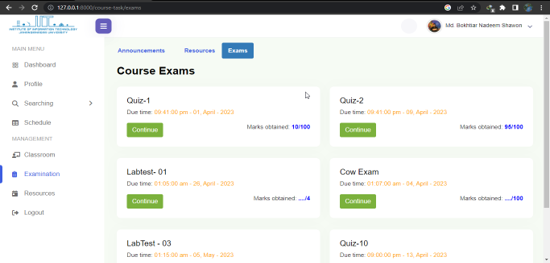 127.0.0.1:8000/course-task/exams
INSTITUTE OF INFORMATION TECHNOLOGY
JAHANGIRNAGAR UNIVERSITY
Md. Bokhtiar Nadeem Shawon
MAIN MENU
Dashboard
Profile
Searching
Schedule
MANAGEMENT
Classroom
Examination
Resources
Logout
Announcements Resources Exams
Course Exams
Quiz-1
Due time: 09:41:00 pm - 01, April - 2023
Continue
Marks obtained: 10/100
Quiz-2
Due time: 09:41:00 pm - 09, April - 2023
Continue
Marks obtained: 95/100
Labtest- 01
Due time: 01:05:00 am - 29, April - 2023
Continue
Marks obtained: ..../4
Cow Exam
Due time: 01:07:00 am - 04, April - 2023
Continue
Marks obtained: ..../100
LabTest - 03
Due time: 01:15:00 am - 05, May - 2023
Quiz-10
Due time: 09:00:00 pm - 13, April - 2023